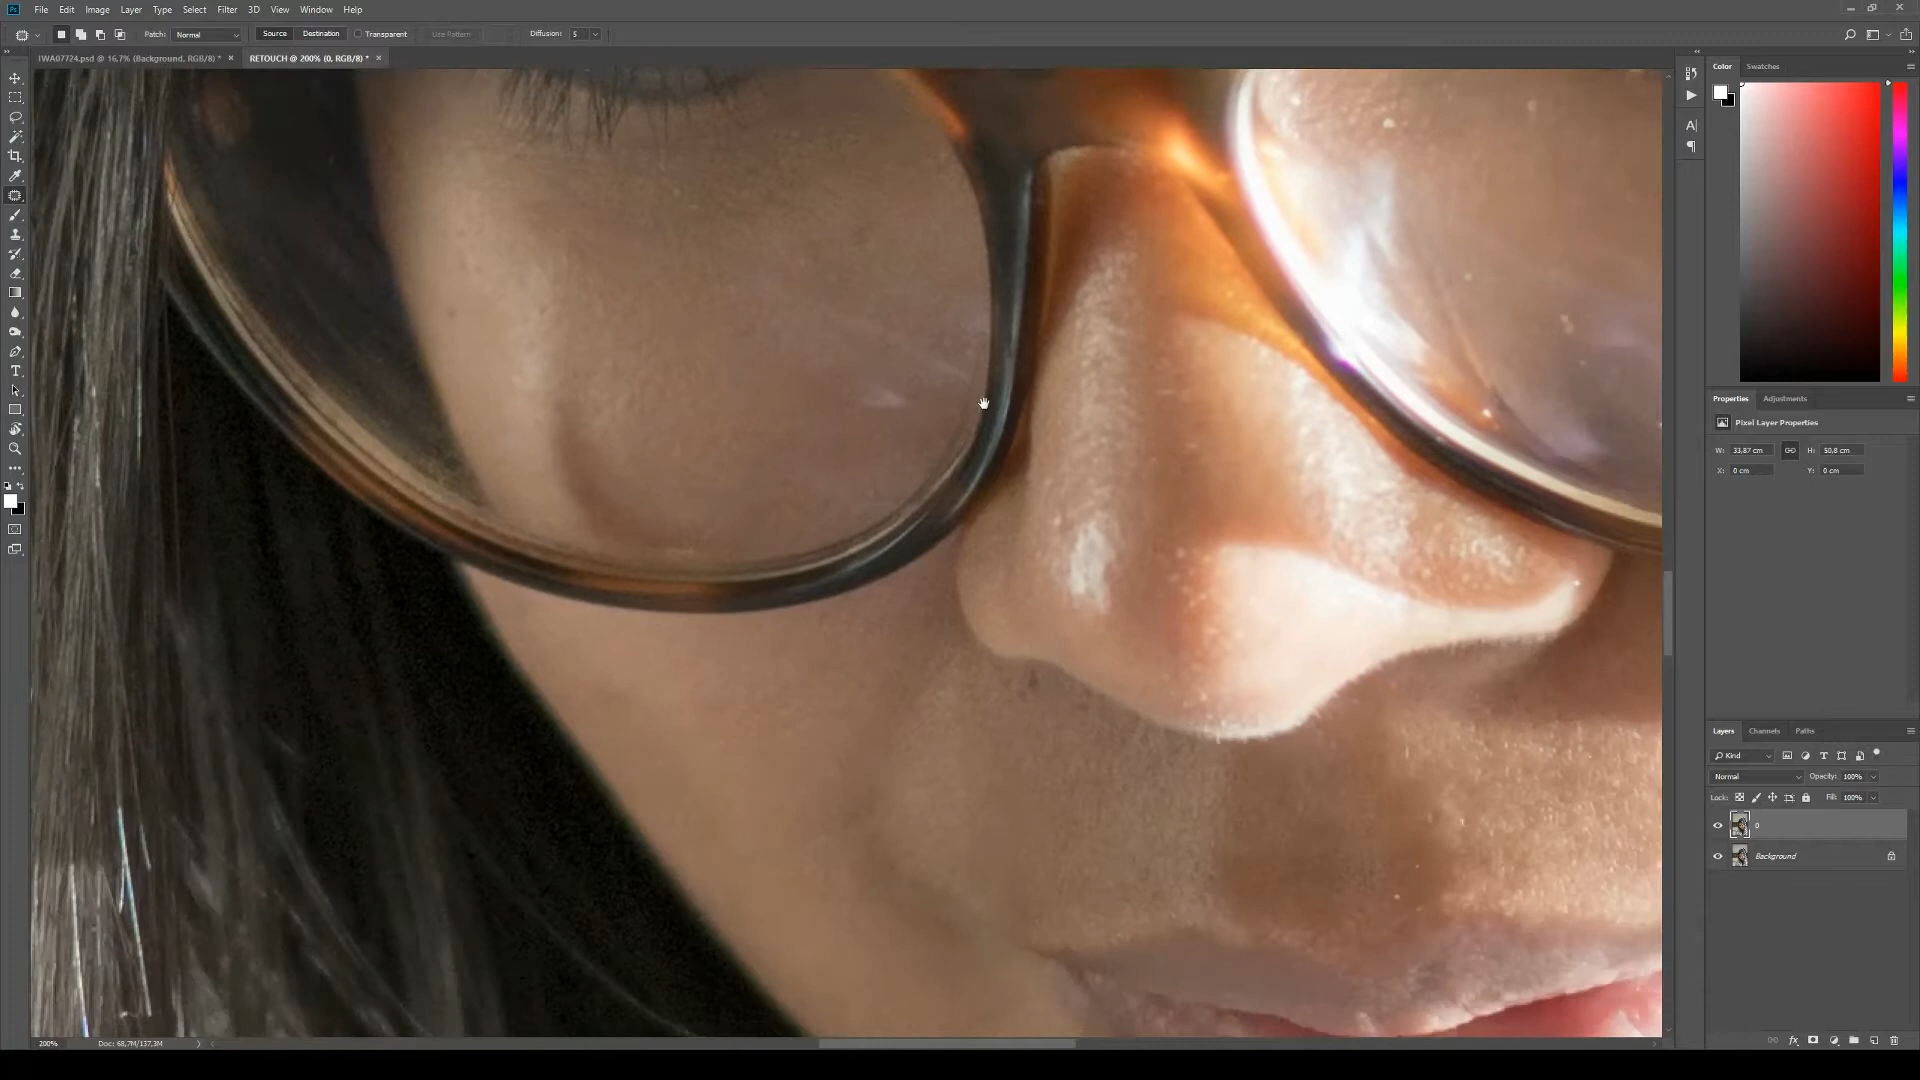 Ps File Edit Image Layer Type Select Filter 3D View Window Help
Patch: Normal Source Destination Transparent Use Pattern Diffusion: 5
IWA07724.psd @ 16,7% (Background, RGB/8) * × RETOUCH @ 200% (0, RGB/8) * ×
Color Swatches
Properties Adjustments
Pixel Layer Properties
W: 33,87 cm H: 50,8 cm
X: 0 cm Y: 0 cm
Layers Channels Paths
Kind
Normal Opacity: 100%
Lock: Fill: 100%
0
Background
200% Doc: 68,7M/137,3M